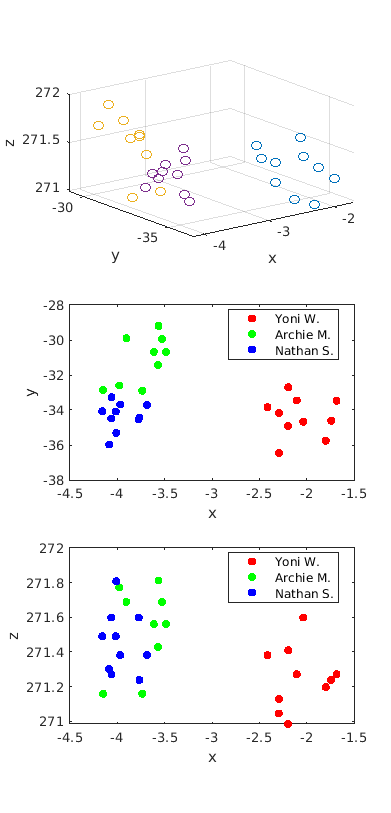 272
271.5
271
z
-30
-35
y
-4
-3
-2
x
-28
-30
-32
-34
-36
-38
y
Yoni W.
Archie M.
Nathan S.
-4.5 -4 -3.5 -3 -2.5 -2 -1.5
x
272
271.8
271.6
271.4
271.2
271
z
Yoni W.
Archie M.
Nathan S.
-4.5 -4 -3.5 -3 -2.5 -2 -1.5
x